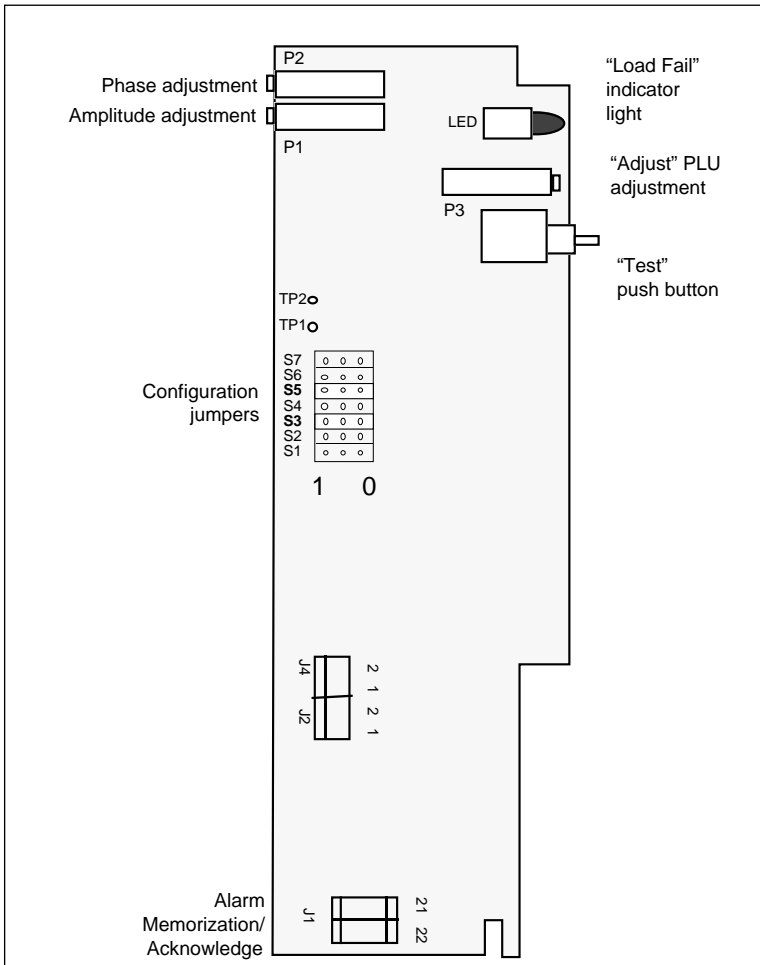 P2
Phase adjustment
Amplitude adjustment
P1
LED
“Load Fail”
indicator
light
“Adjust” PLU
adjustment
P3
“Test”
push button
TP2
TP1
Configuration
jumpers
S7
S6
S5
S4
S3
S2
S1
1 0
J4
2
1
J2
2
1
Alarm
Memorization/
Acknowledge
J1
21
22